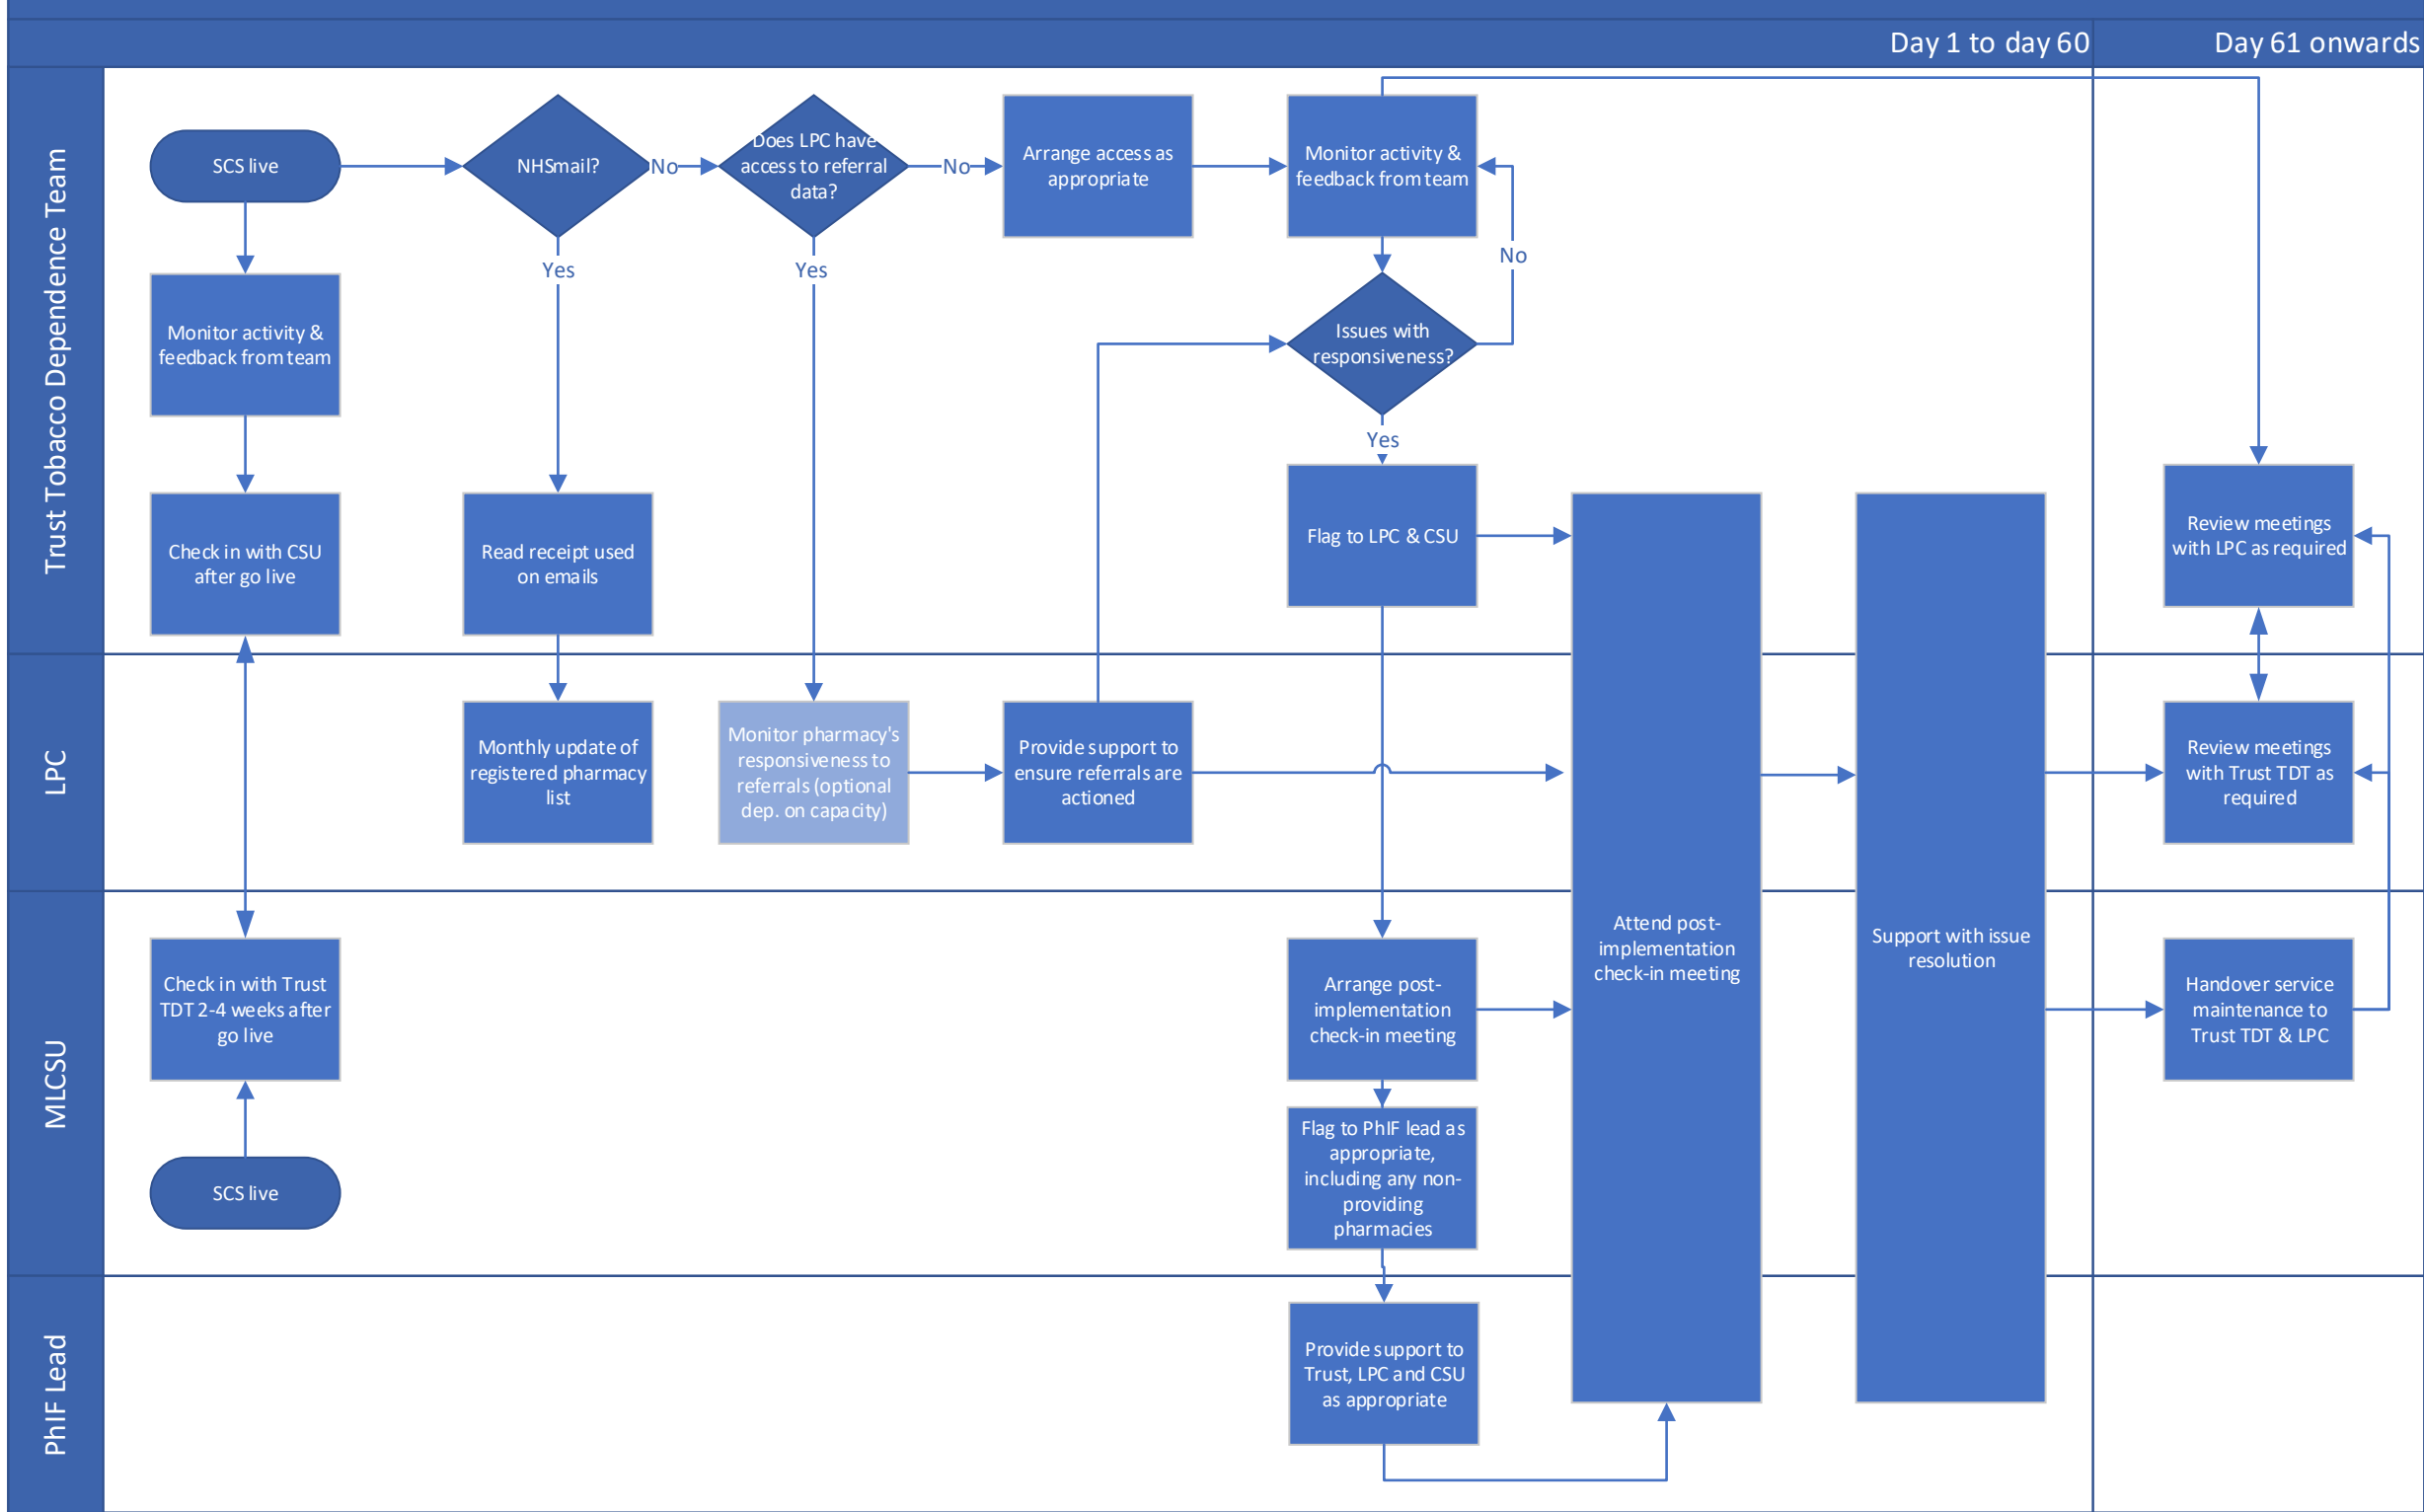 Day 1 to day 60
Day 61 onwards
Trust Tobacco Dependence Team
SCS live
NHSmail?
No
Does LPC have
access to referral
data?
No
Arrange access as
appropriate
Monitor activity &
feedback from team
Yes
Yes
No
Monitor activity &
feedback from team
Issues with
responsiveness?
Yes
Check in with CSU
after go live
Read receipt used
on emails
Flag to LPC & CSU
Review meetings
with LPC as required
LPC
Monthly update of
registered pharmacy
list
Monitor pharmacy's
responsiveness to
referrals (optional
dep. on capacity)
Provide support to
ensure referrals are
actioned
Review meetings
with Trust TDT as
required
Attend post-
implementation
check-in meeting
Support with issue
resolution
MLCSU
Check in with Trust
TDT 2-4 weeks after
go live
Arrange post-
implementation
check-in meeting
Handover service
maintenance to
Trust TDT & LPC
SCS live
Flag to PhIF lead as
appropriate,
including any non-
providing
pharmacies
PhIF Lead
Provide support to
Trust, LPC and CSU
as appropriate